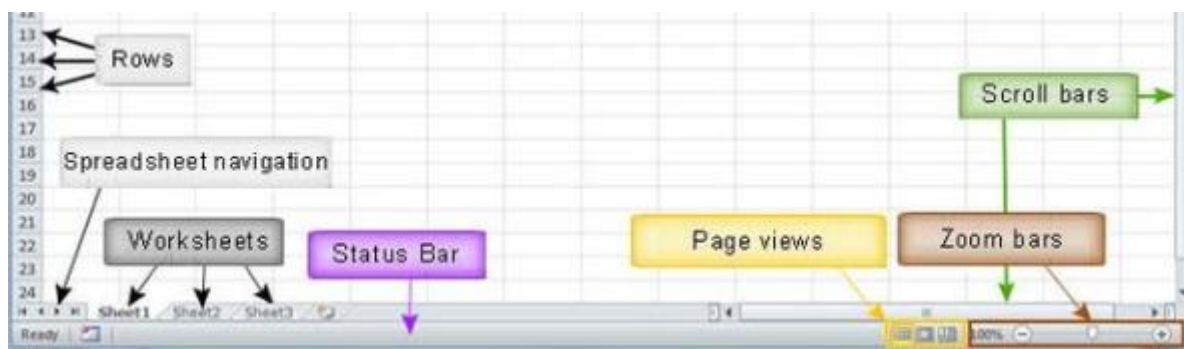 13
Rows
14
15
Scroll bars
16
17
18
Spreadsheet navigation
19
20
21
Worksheets
Status Bar
Page views
Zoom bars
22
23
24
Sheet1 Sheet2 Sheet3
Ready
100%